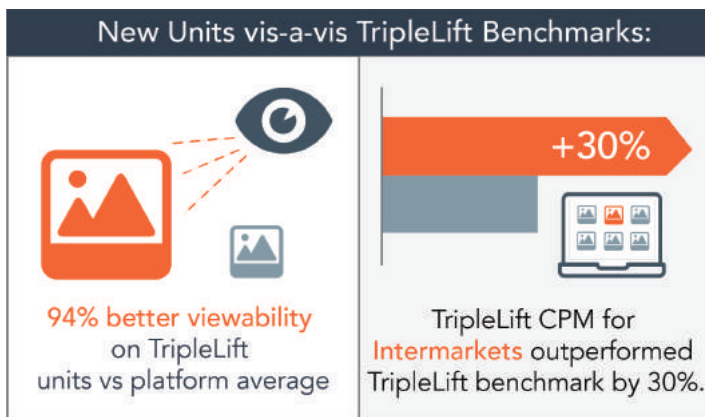 New Units vis-a-vis TripleLift Benchmarks:
94% better viewability
on TripleLift
units vs platform average
+30%
TripleLift CPM for
Intermarkets outperformed
TripleLift benchmark by 30%.